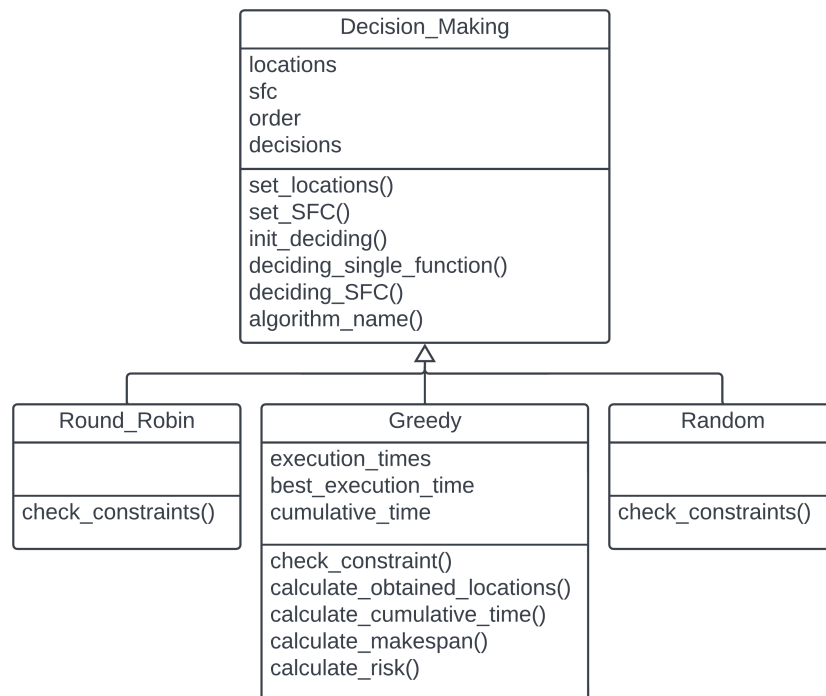 Decision_Making
locations
sfc
order
decisions
set_locations()
set_SFC()
init_deciding()
deciding_single_function()
deciding_SFC()
algorithm_name()
Round_Robin
check_constraints()
Greedy
execution_times
best_execution_time
cumulative_time
check_constraint()
calculate_obtained_locations()
calculate_cumulative_time()
calculate_makespan()
calculate_risk()
Random
check_constraints()